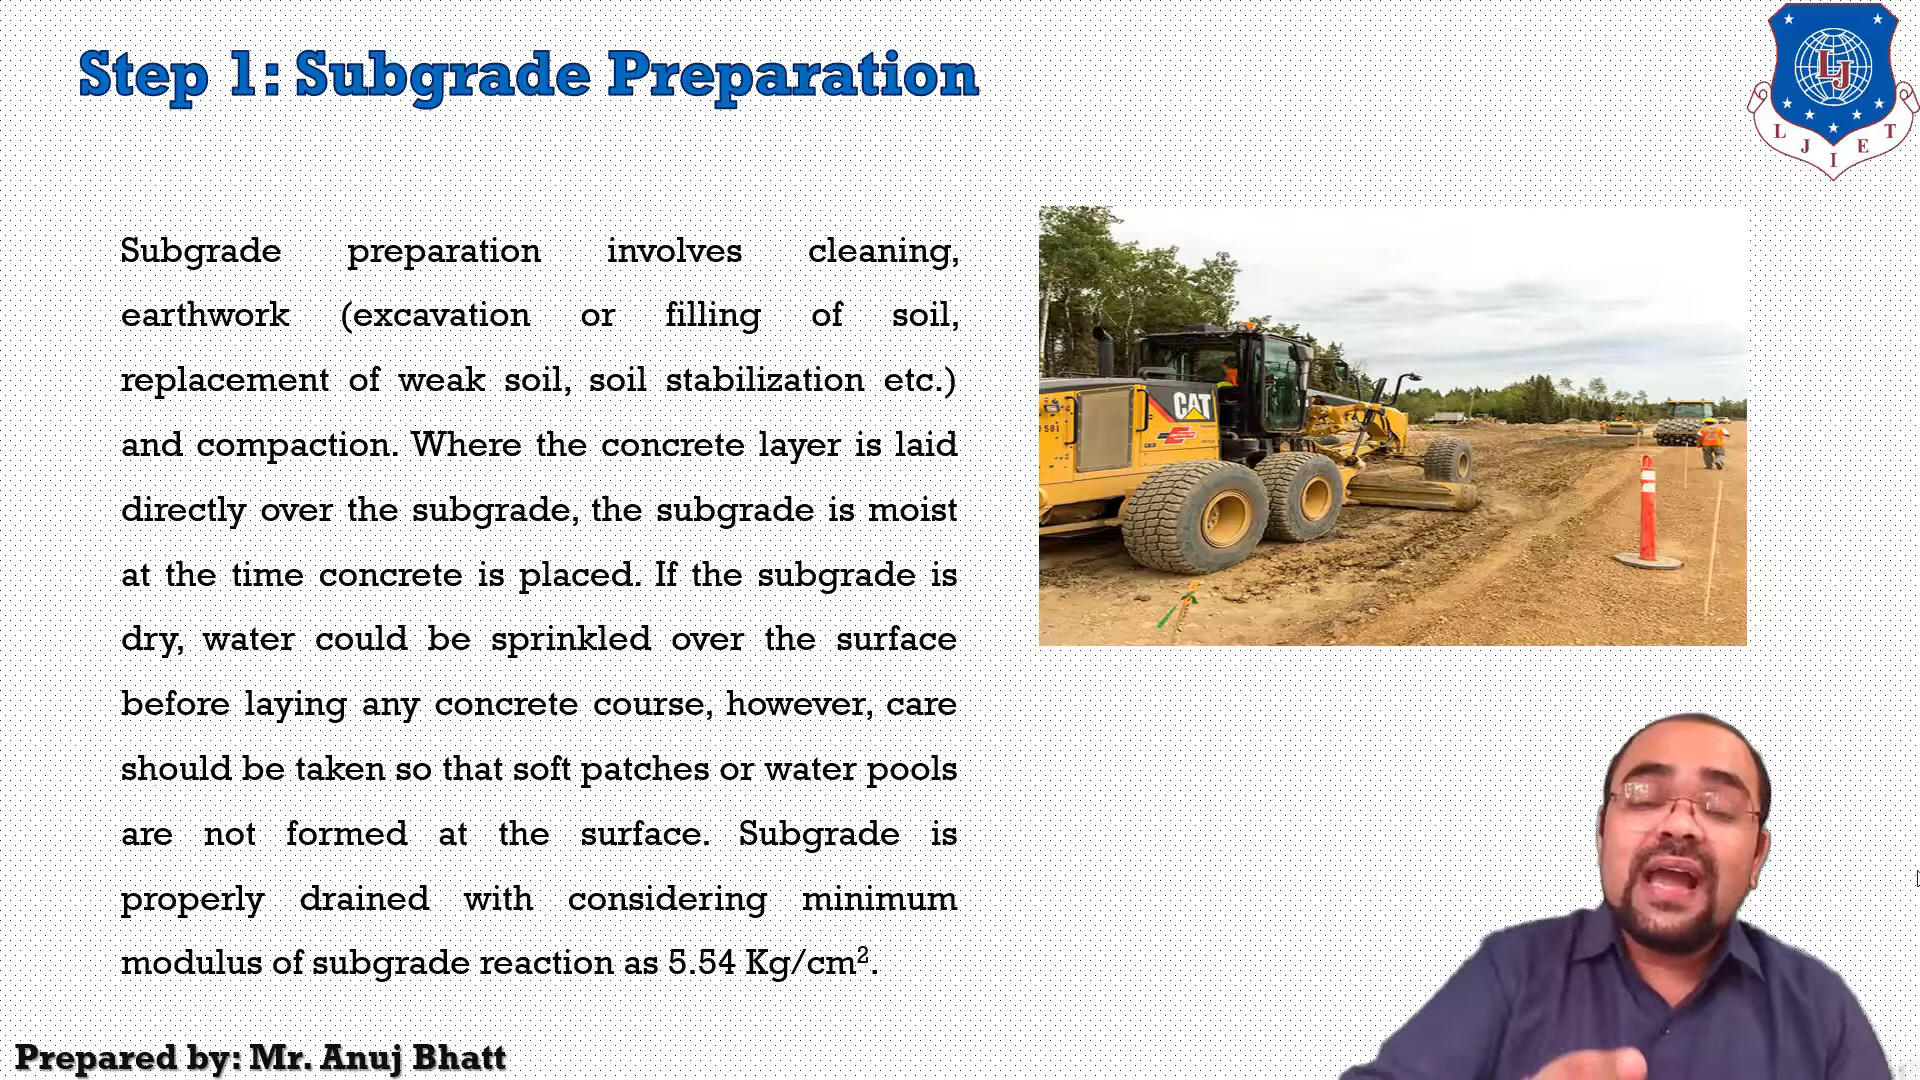 Step 1: Subgrade Preparation
LJ
L J I E T
Subgrade preparation involves cleaning,
earthwork (excavation or filling of soil,
replacement of weak soil, soil stabilization etc.)
and compaction. Where the concrete layer is laid
directly over the subgrade, the subgrade is moist
at the time concrete is placed. If the subgrade is
dry, water could be sprinkled over the surface
before laying any concrete course, however, care
should be taken so that soft patches or water pools
are not formed at the surface. Subgrade is
properly drained with considering minimum
modulus of subgrade reaction as 5.54 Kg/cm².
CAT
Prepared by: Mr. Anuj Bhatt